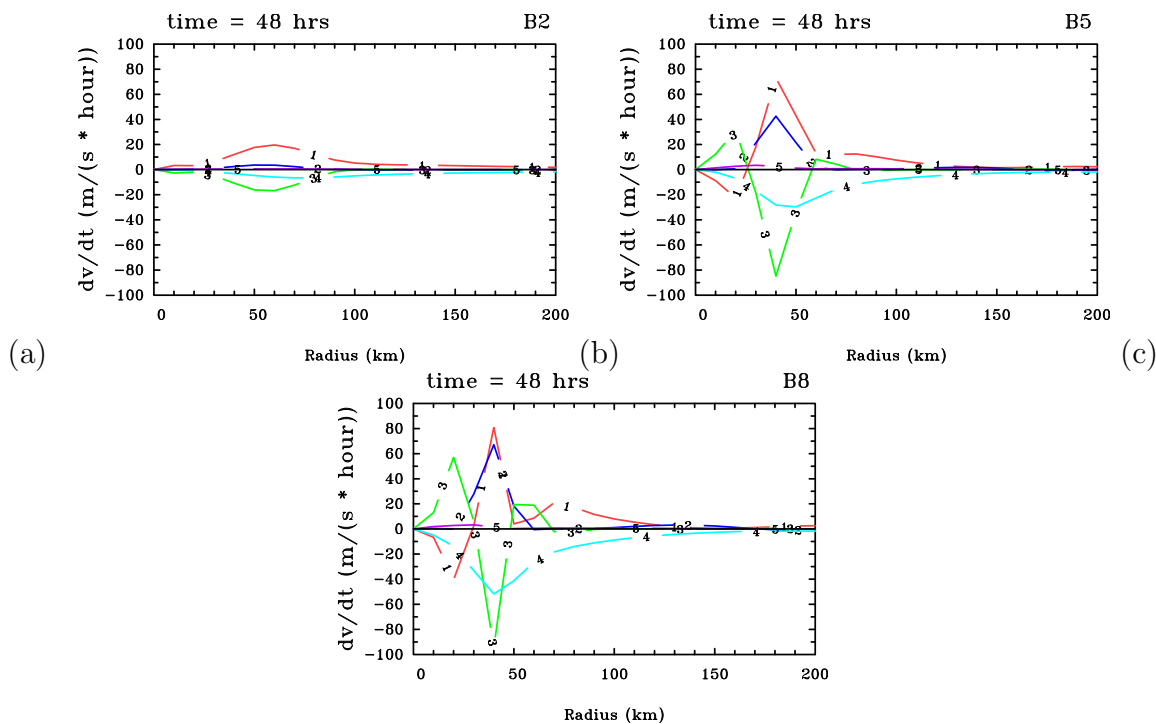 time = 48 hrs B2
dv/dt (m/(s * hour))
100
80
60
40
20
0
−20
−40
−60
−80
−100
0 50 100 150 200
Radius (km)
(a)
time = 48 hrs B5
dv/dt (m/(s * hour))
100
80
60
40
20
0
−20
−40
−60
−80
−100
0 50 100 150 200
Radius (km)
(b)
(c)
time = 48 hrs B8
dv/dt (m/(s * hour))
100
80
60
40
20
0
−20
−40
−60
−80
−100
0 50 100 150 200
Radius (km)